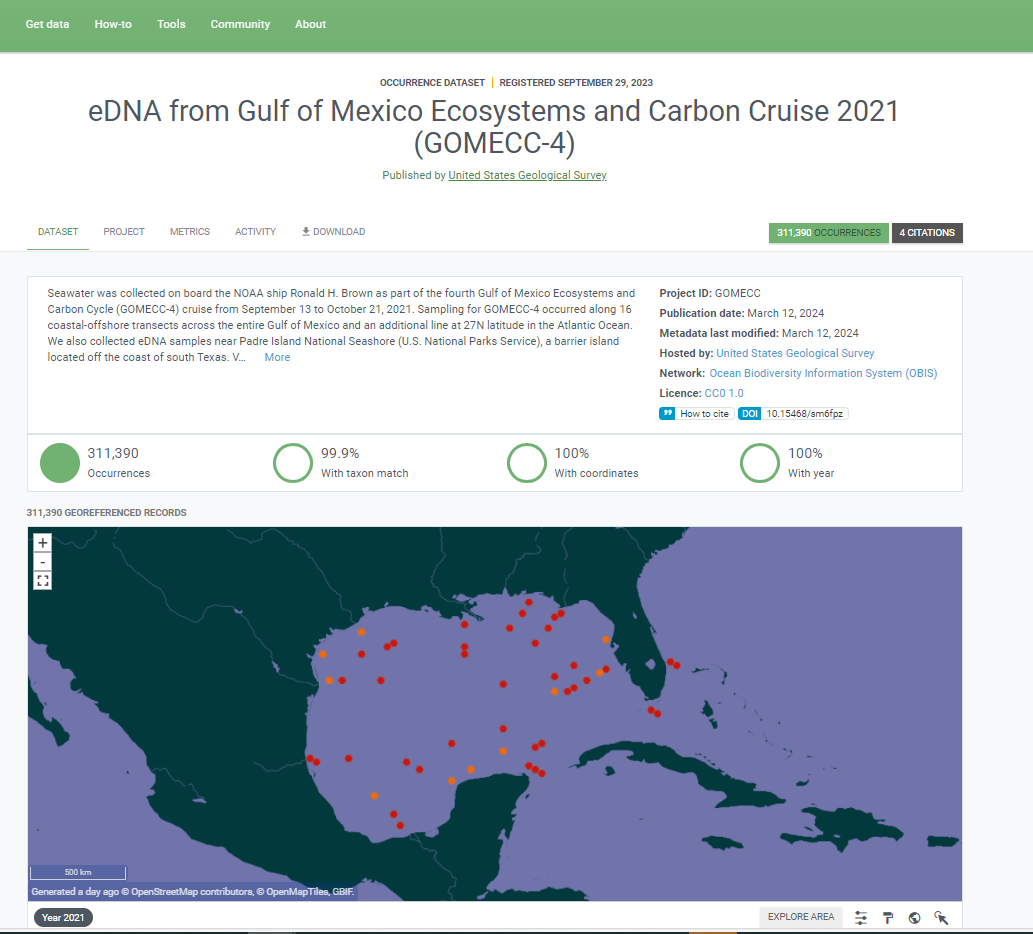 Get data How-to Tools Community About
OCCURRENCE DATASET | REGISTERED SEPTEMBER 29, 2023
eDNA from Gulf of Mexico Ecosystems and Carbon Cruise 2021
(GOMECC-4)
Published by United States Geological Survey
DATASET PROJECT METRICS ACTIVITY DOWNLOAD 311,390 OCCURRENCES 4 CITATIONS
Seawater was collected on board the NOAA ship Ronald H. Brown as part of the fourth Gulf of Mexico Ecosystems and
Carbon Cycle (GOMECC-4) cruise from September 13 to October 21, 2021. Sampling for GOMECC-4 occurred along 16
coastal-offshore transects across the entire Gulf of Mexico and an additional line at 27N latitude in the Atlantic Ocean.
We also collected eDNA samples near Padre Island National Seashore (U.S. National Parks Service), a barrier island
located off the coast of south Texas. V... More
Project ID: GOMECC
Publication date: March 12, 2024
Metadata last modified: March 12, 2024
Hosted by: United States Geological Survey
Network: Ocean Biodiversity Information System (OBIS)
Licence: CC0 1.0
How to cite DOI 10.15468/sm6fpz
311,390 99.9% 100% 100%
Occurrences With taxon match With coordinates With year
311,390 GEOREFERENCED RECORDS
+
-
500 km
Generated a day ago © OpenStreetMap contributors, © OpenMapTiles, GBIF.
Year 2021 EXPLORE AREA